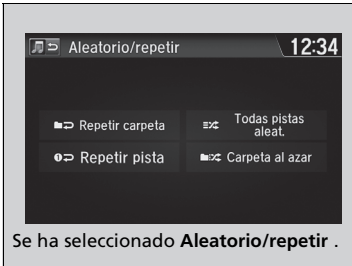 Aleatorio/repetir
12:34
Repetir carpeta
Todas pistas
aleat.
Repetir pista
Carpeta al azar
Se ha seleccionado Aleatorio/repetir .